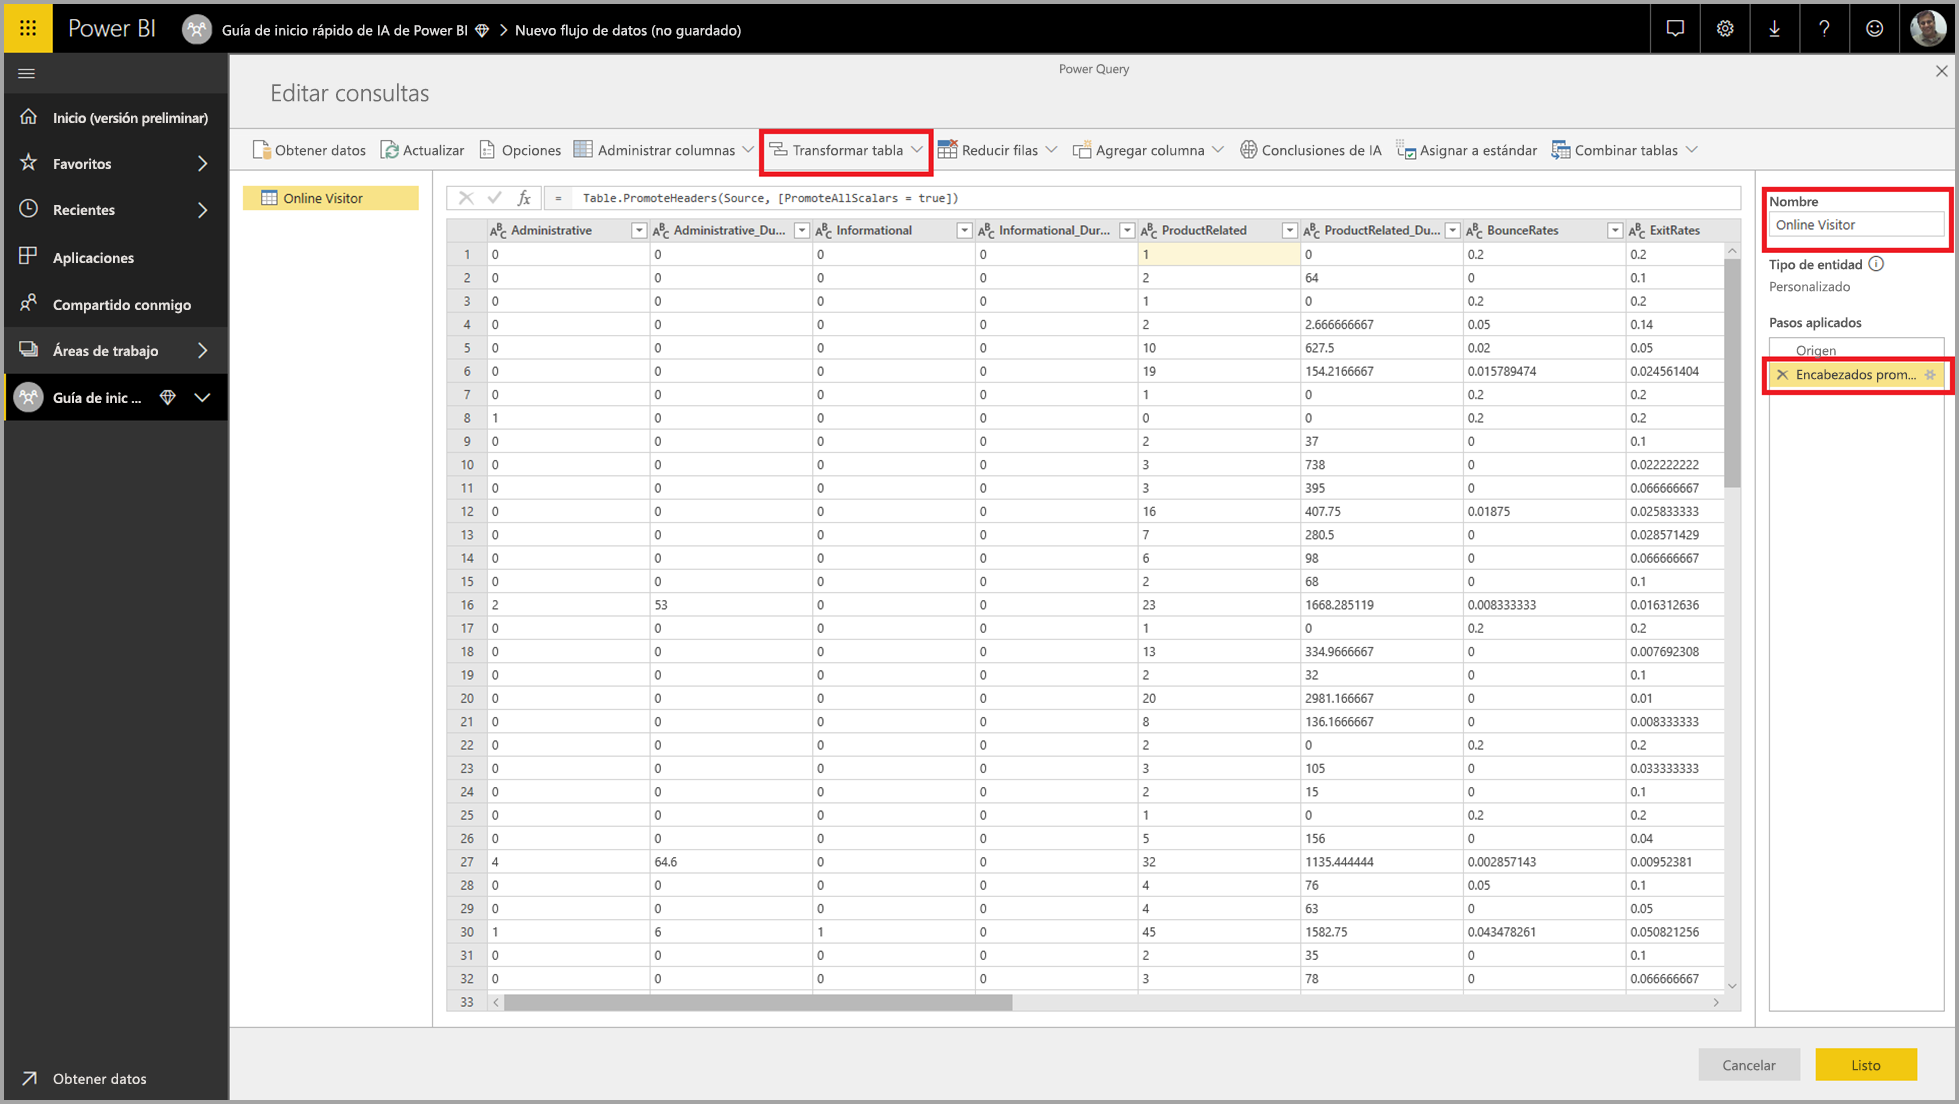 Power BI Guía de inicio rápido de IA de Power BI > Nuevo flujo de datos (no guardado)
Power Query
Editar consultas
Inicio (versión preliminar)
Favoritos
Recientes
Aplicaciones
Compartido conmigo
Áreas de trabajo
Guía de inic ...
Obtener datos
Obtener datos Actualizar Opciones Administrar columnas Transformar tabla Reducir filas Agregar columna Conclusiones de IA Asignar a estándar Combinar tablas
Online Visitor
fx = Table.PromoteHeaders(Source, [PromoteAllScalars = true])
ABC Administrative ABC Administrative_Du... ABC Informational ABC Informational_Dur... ABC ProductRelated ABC ProductRelated_Du... ABC BounceRates ABC ExitRates
1 0 0 0 0 1 0 0.2 0.2
2 0 0 0 0 2 64 0 0.1
3 0 0 0 0 1 0 0.2 0.2
4 0 0 0 0 2 2.666666667 0.05 0.14
5 0 0 0 0 10 627.5 0.02 0.05
6 0 0 0 0 19 154.2166667 0.015789474 0.024561404
7 0 0 0 0 1 0 0.2 0.2
8 1 0 0 0 0 0 0.2 0.2
9 0 0 0 0 2 37 0 0.1
10 0 0 0 0 3 738 0 0.022222222
11 0 0 0 0 3 395 0 0.066666667
12 0 0 0 0 16 407.75 0.01875 0.025833333
13 0 0 0 0 7 280.5 0 0.028571429
14 0 0 0 0 6 98 0 0.066666667
15 0 0 0 0 2 68 0 0.1
16 2 53 0 0 23 1668.285119 0.008333333 0.016312636
17 0 0 0 0 1 0 0.2 0.2
18 0 0 0 0 13 334.9666667 0 0.007692308
19 0 0 0 0 2 32 0 0.1
20 0 0 0 0 20 2981.166667 0 0.01
21 0 0 0 0 8 136.1666667 0 0.008333333
22 0 0 0 0 2 0 0.2 0.2
23 0 0 0 0 3 105 0 0.033333333
24 0 0 0 0 2 15 0 0.1
25 0 0 0 0 1 0 0.2 0.2
26 0 0 0 0 5 156 0 0.04
27 4 64.6 0 0 32 1135.444444 0.002857143 0.00952381
28 0 0 0 0 4 76 0.05 0.1
29 0 0 0 0 4 63 0 0.05
30 1 6 1 0 45 1582.75 0.043478261 0.050821256
31 0 0 0 0 2 35 0 0.1
32 0 0 0 0 3 78 0 0.066666667
33
Nombre
Online Visitor
Tipo de entidad
Personalizado
Pasos aplicados
Origen
Encabezados prom...
Cancelar
Listo